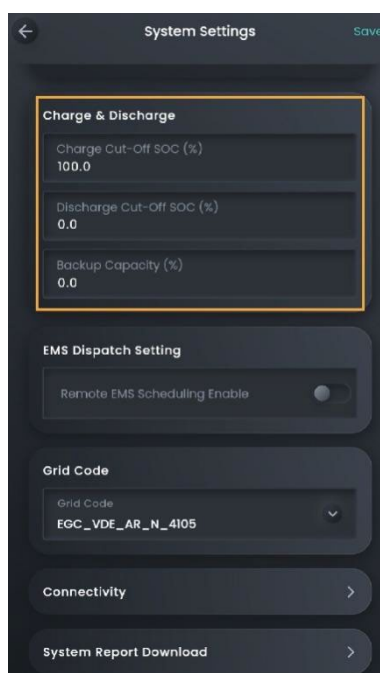 System Settings
Save
Charge & Discharge
Charge Cut-Off SOC (%)
100.0
Discharge Cut-Off SOC (%)
0.0
Backup Capacity (%)
0.0
EMS Dispatch Setting
Remote EMS Scheduling Enable
Grid Code
Grid Code
EGC_VDE_AR_N_4105
Connectivity
System Report Download